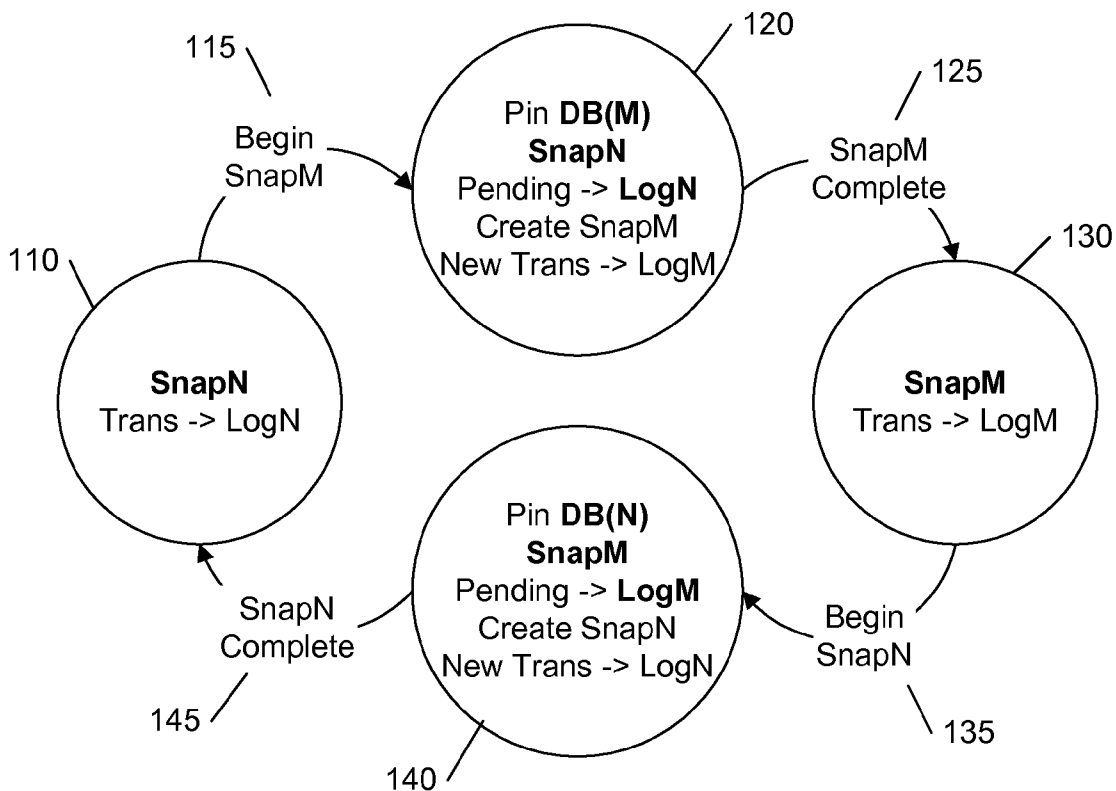 115
120
125
Begin
SnapM
Pin DB(M)
SnapN
Pending -> LogN
Create SnapM
New Trans -> LogM
SnapM
Complete
110
130
SnapN
Trans -> LogN
SnapM
Trans -> LogM
Pin DB(N)
SnapM
Pending -> LogM
Create SnapN
New Trans -> LogN
SnapN
Complete
Begin
SnapN
145
140
135